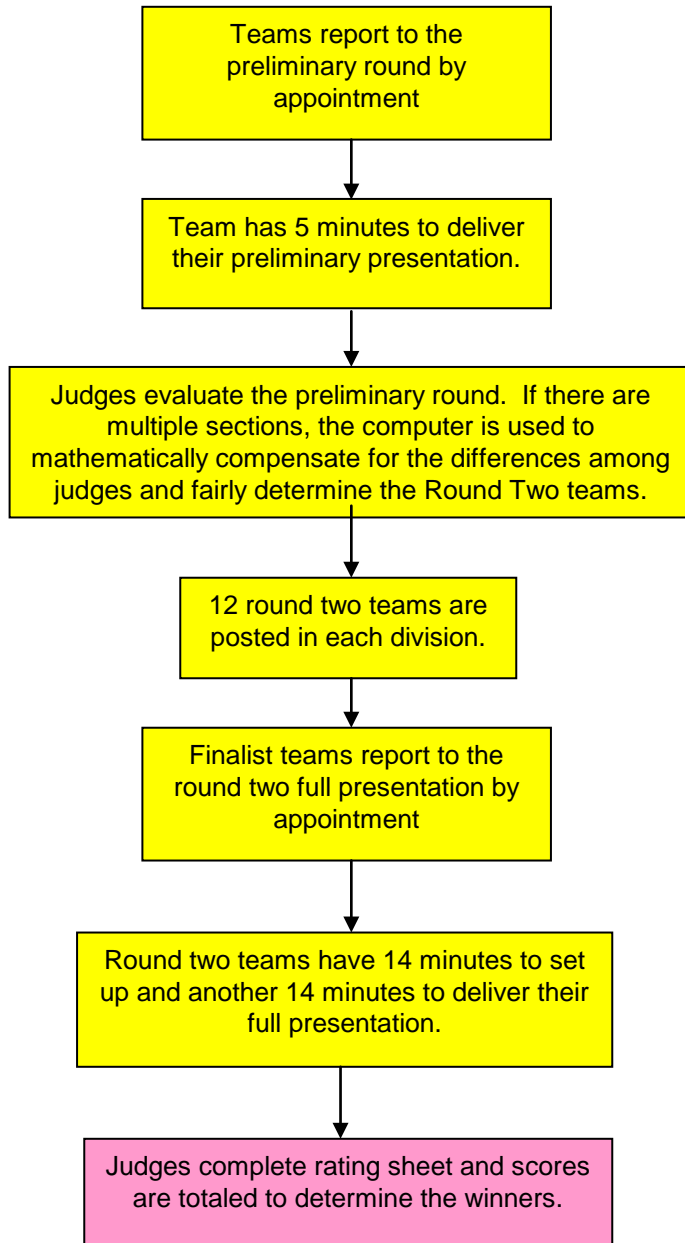 Teams report to the
preliminary round by
appointment
Team has 5 minutes to deliver
their preliminary presentation.
Judges evaluate the preliminary round.  If there are
multiple sections, the computer is used to
mathematically compensate for the differences among
judges and fairly determine the Round Two teams.
12 round two teams are
posted in each division.
Finalist teams report to the
round two full presentation by
appointment
Round two teams have 14 minutes to set
up and another 14 minutes to deliver their
full presentation.
Judges complete rating sheet and scores
are totaled to determine the winners.